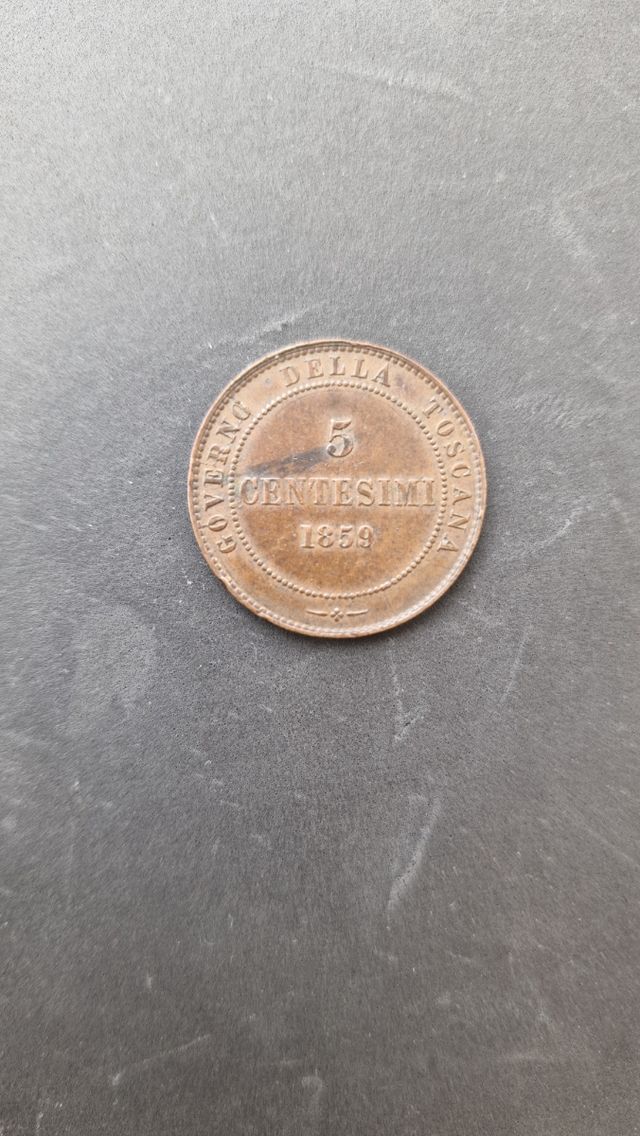 GOVERNO DELLA TOSCANA
5
CENTESIMI
1859